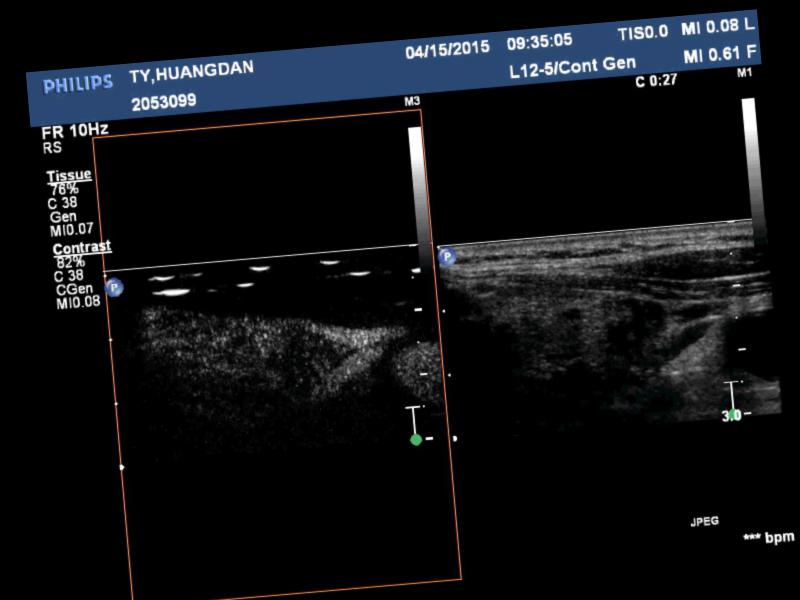 PHILIPS
TY,HUANGDAN
2053099
04/15/2015 09:35:05
TIS0.0 MI 0.08 L
L12-5/Cont Gen
MI 0.61 F
C 0:27
M3
M1
FR 10Hz
RS
Tissue
76%
C 38
Gen
MI0.07
Contrast
82%
C 38
CGen
MI0.08
P
P
3.0
JPEG
*** bpm